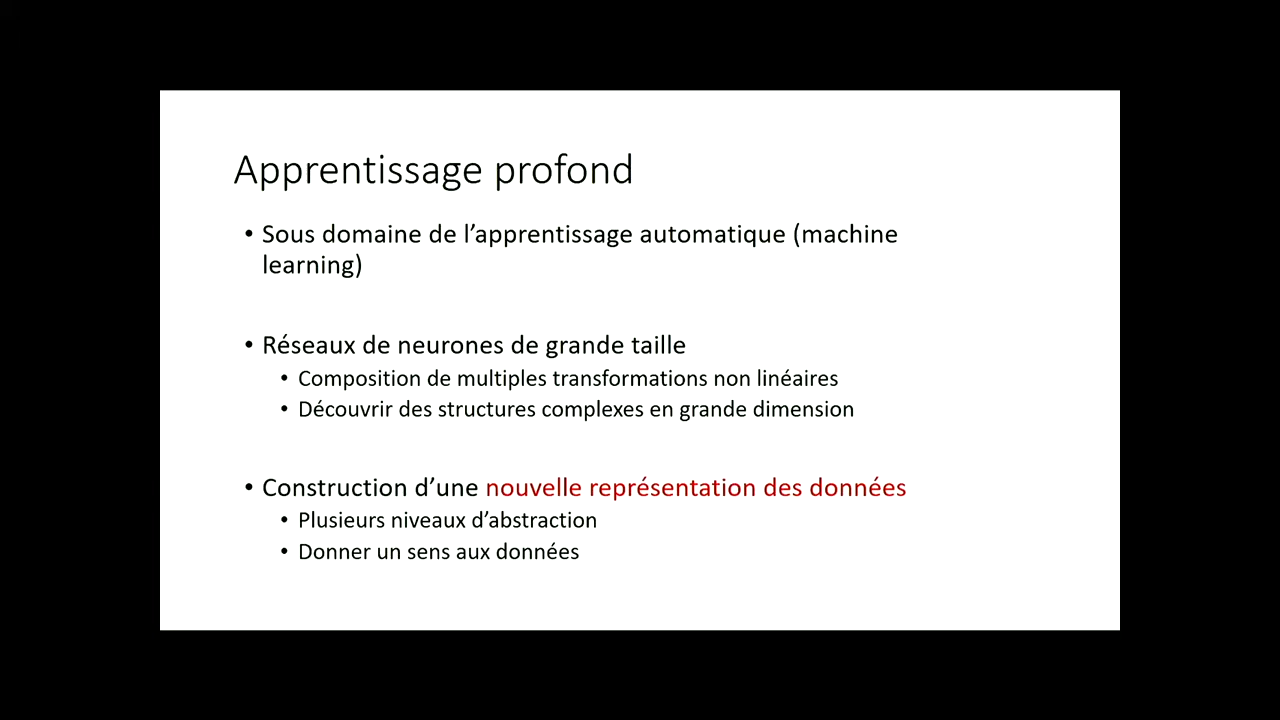 Apprentissage profond
• Sous domaine de l’apprentissage automatique (machine
learning)
• Réseaux de neurones de grande taille
• Composition de multiples transformations non linéaires
• Découvrir des structures complexes en grande dimension
• Construction d’une nouvelle représentation des données
• Plusieurs niveaux d’abstraction
• Donner un sens aux données